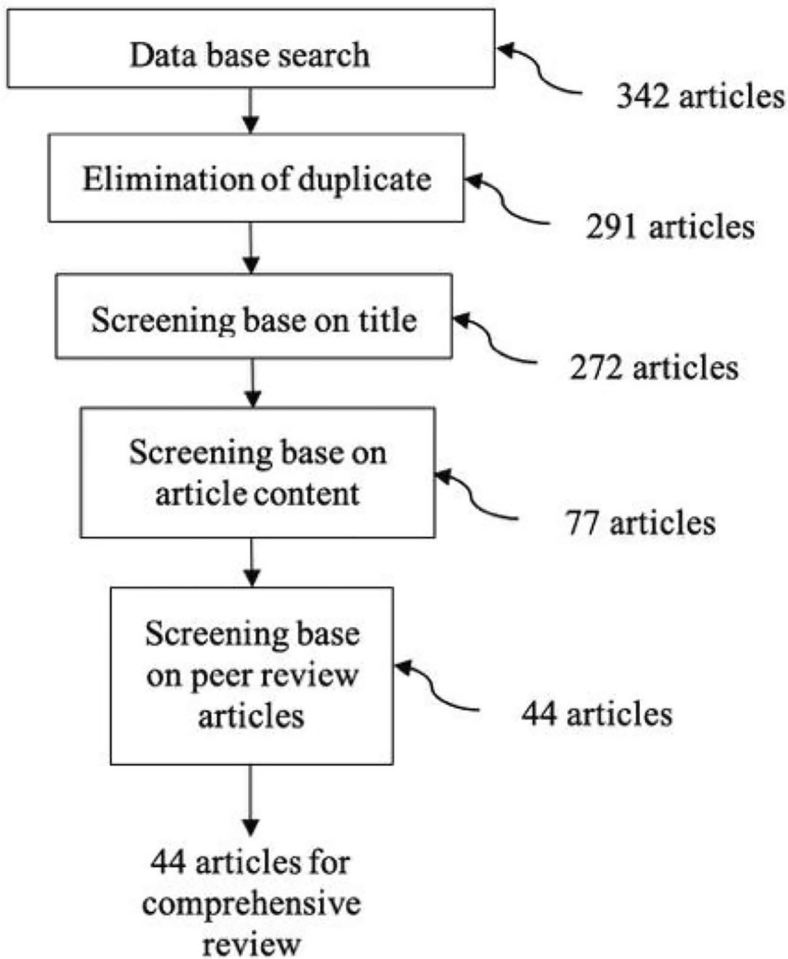 Data base search
342 articles
Elimination of duplicate
291 articles
Screening base on title
272 articles
Screening base on
article content
77 articles
Screening base
on peer review
articles
44 articles
44 articles for
comprehensive
review